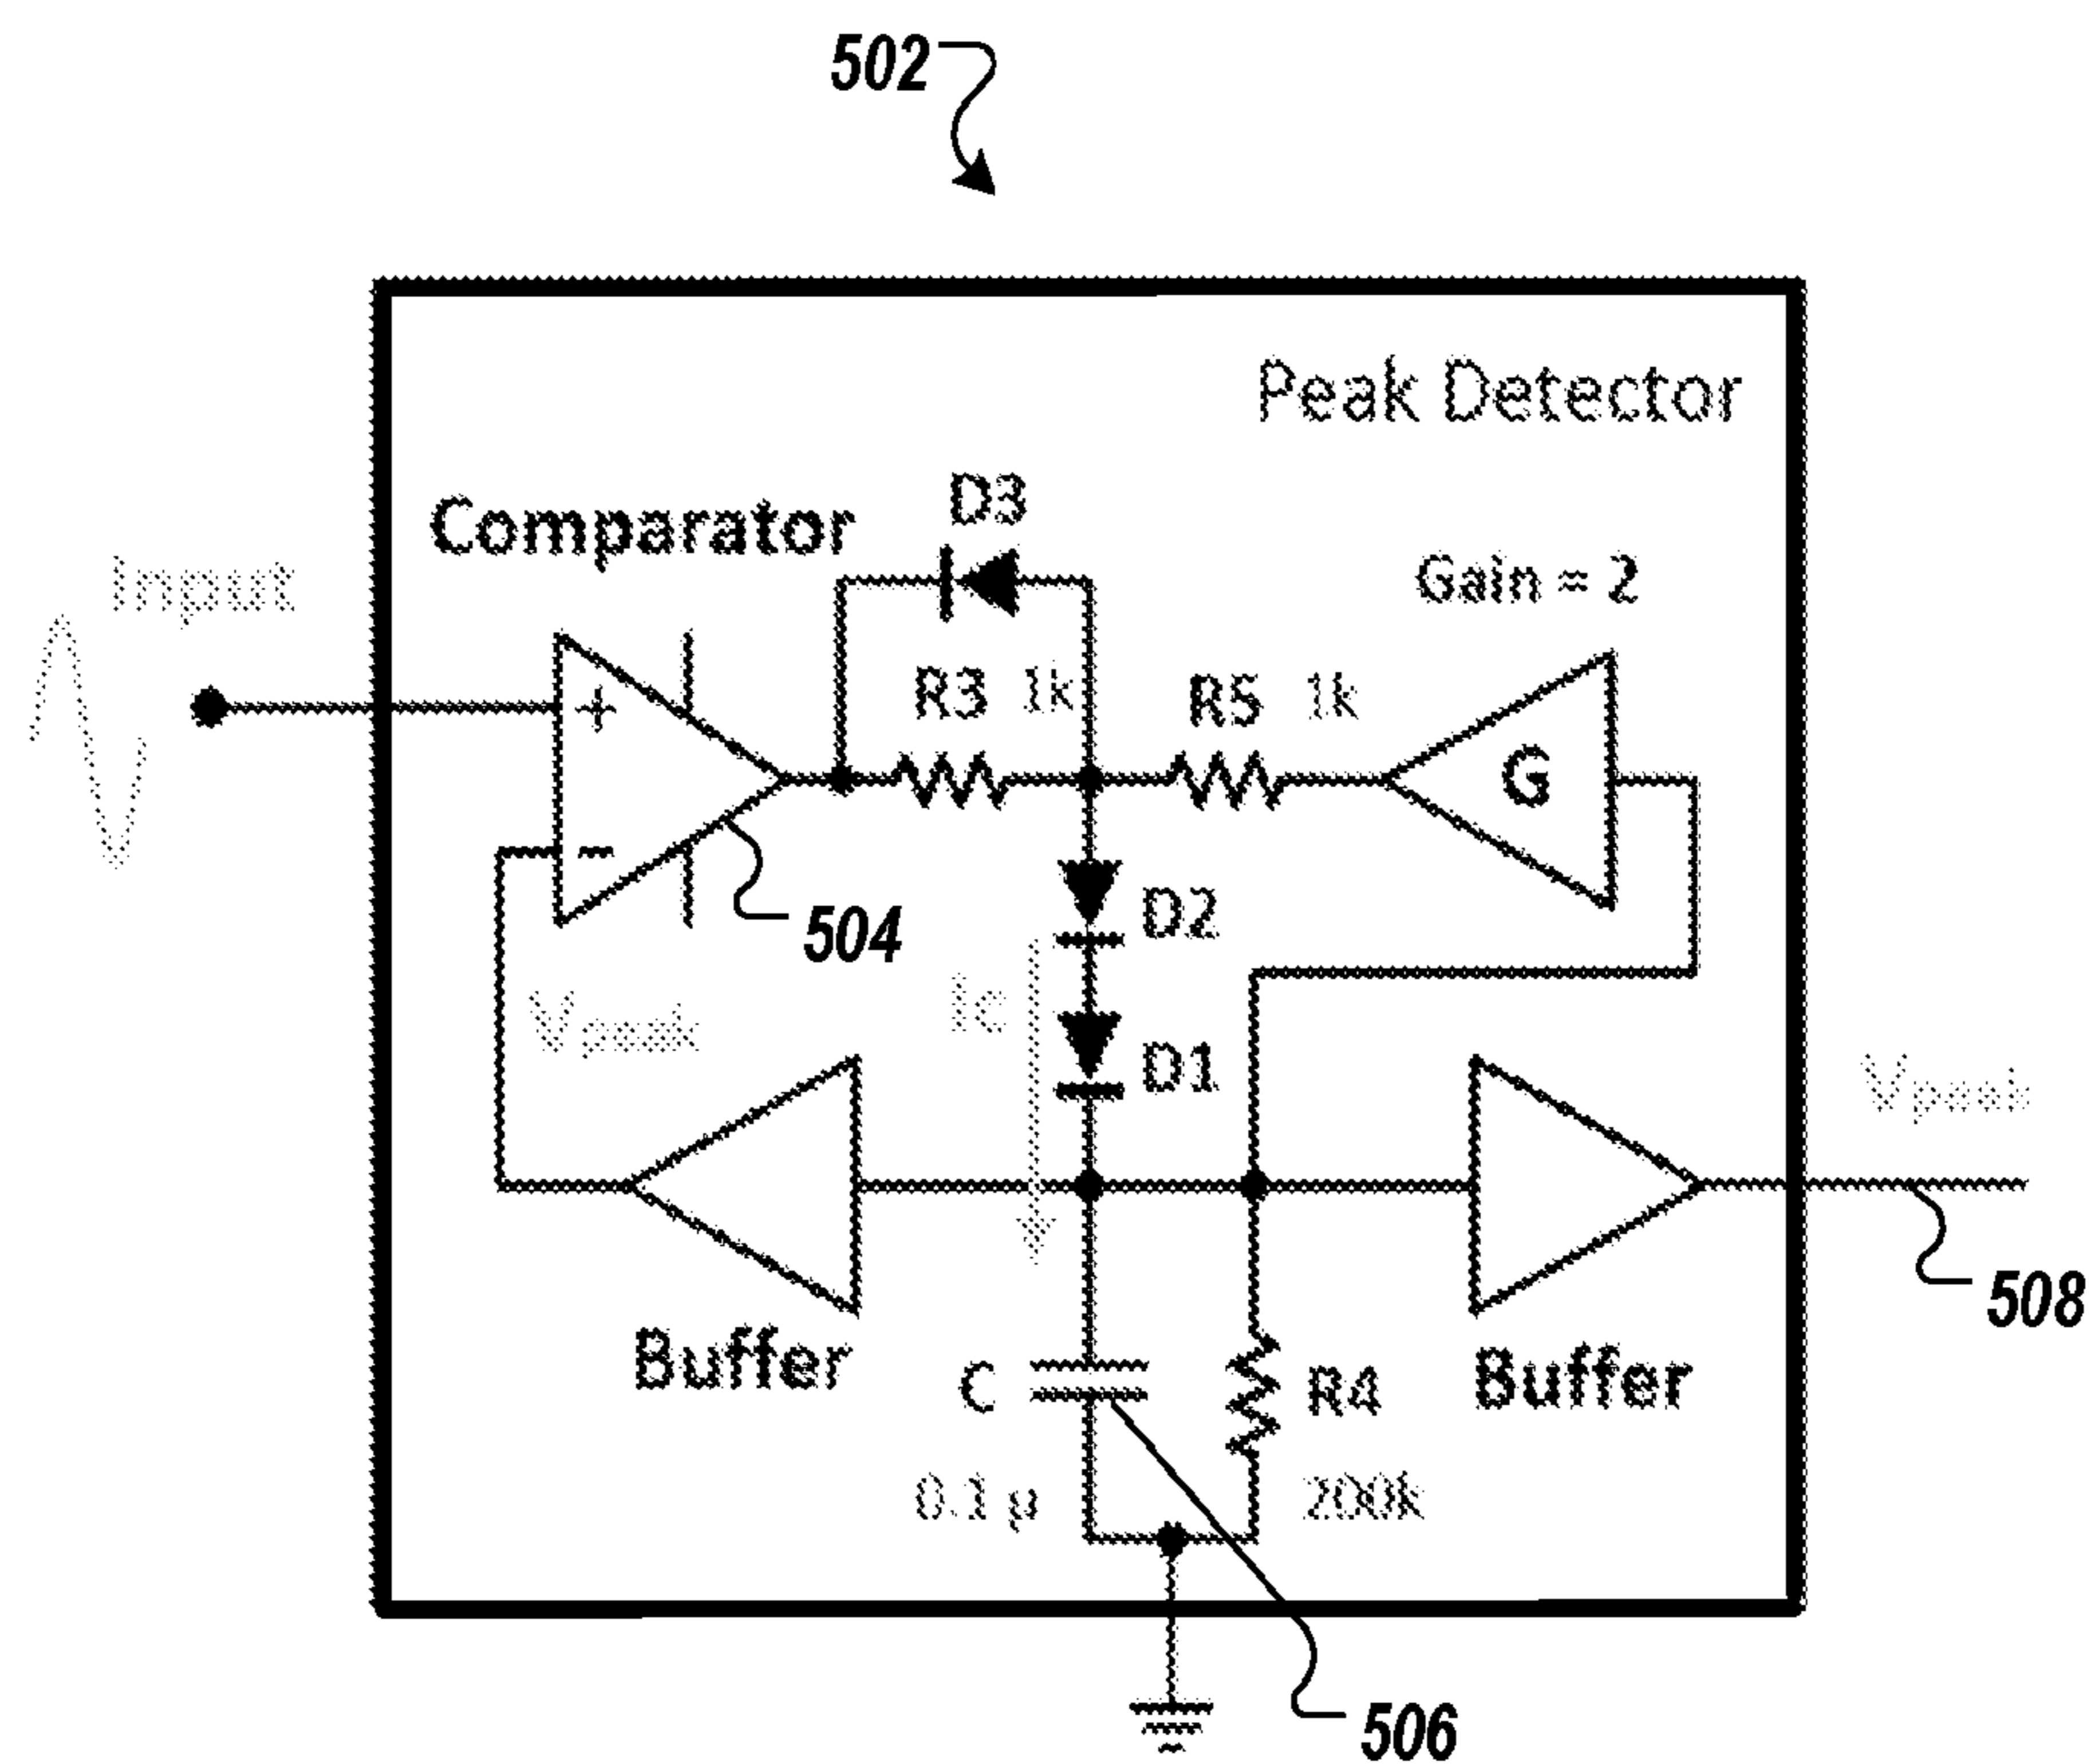 502
Peak Detector
Comparator
D3
Input
Gain = 2
R3 1k
R5 1k
+
G
-
D2
504
Vpeak
Ic
D1
Vpeak
508
Buffer
C
R4
Buffer
0.1 μ
200k
506